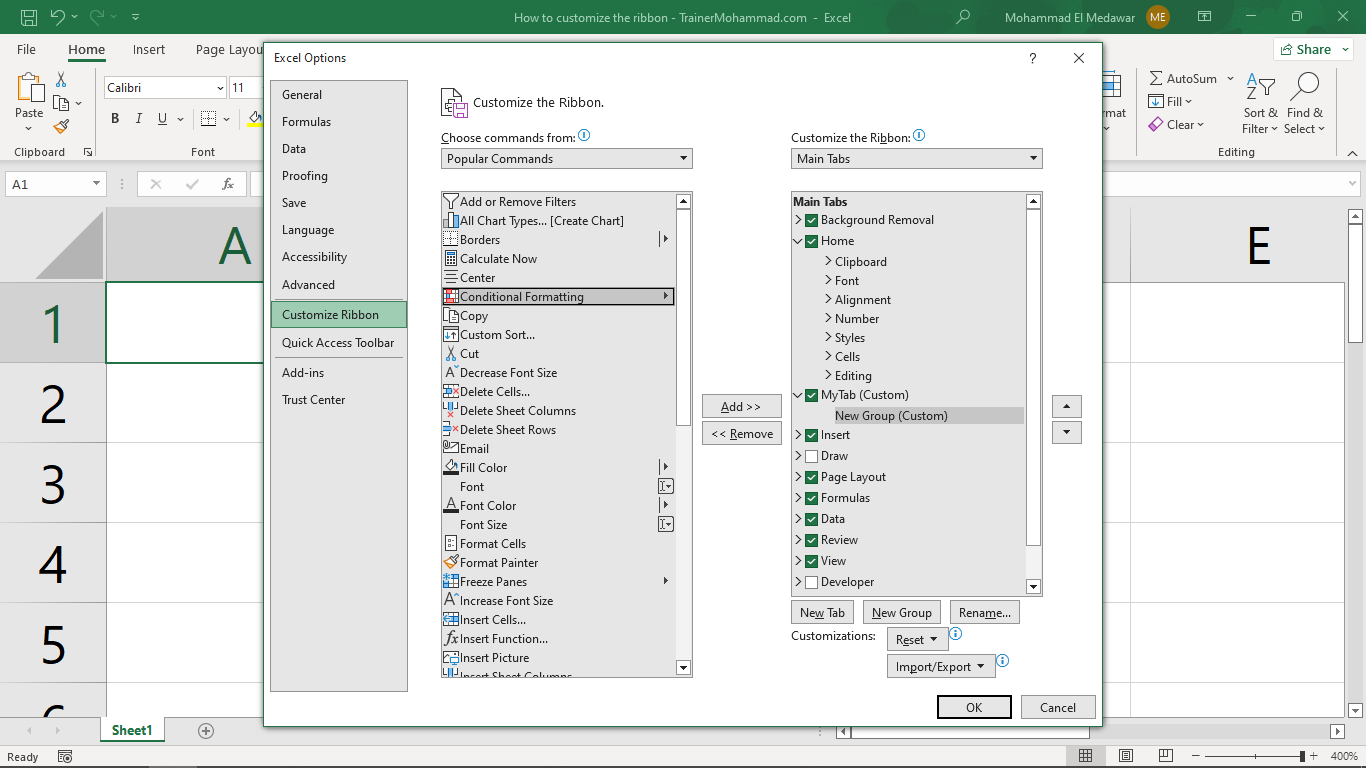 How to customize the ribbon - TrainerMohammad.com - Excel
Mohammad El Medawar
ME
File
Home
Insert
Page Layou
Share
Paste
Calibri
11
B I U
Clipboard
Font
rmat
AutoSum
Fill
Clear
A
Z
Sort &
Filter
Find &
Select
Editing
A1
fx
A
E
1
2
3
4
5
6
Excel Options
?
General
Formulas
Data
Proofing
Save
Language
Accessibility
Advanced
Customize Ribbon
Quick Access Toolbar
Add-ins
Trust Center
Customize the Ribbon.
Choose commands from:
Popular Commands
Add or Remove Filters
All Chart Types... [Create Chart]
Borders
Calculate Now
Center
Conditional Formatting
Copy
Custom Sort...
Cut
Decrease Font Size
Delete Cells...
Delete Sheet Columns
Delete Sheet Rows
Email
Fill Color
Font
Font Color
Font Size
Format Cells
Format Painter
Freeze Panes
Increase Font Size
Insert Cells...
Insert Function...
Insert Picture
Insert Sheet Columns
Add >>
<< Remove
Customize the Ribbon:
Main Tabs
Main Tabs
Background Removal
Home
Clipboard
Font
Alignment
Number
Styles
Cells
Editing
MyTab (Custom)
New Group (Custom)
Insert
Draw
Page Layout
Formulas
Data
Review
View
Developer
New Tab
New Group
Rename...
Customizations:
Reset
Import/Export
OK
Cancel
Sheet1
Ready
400%